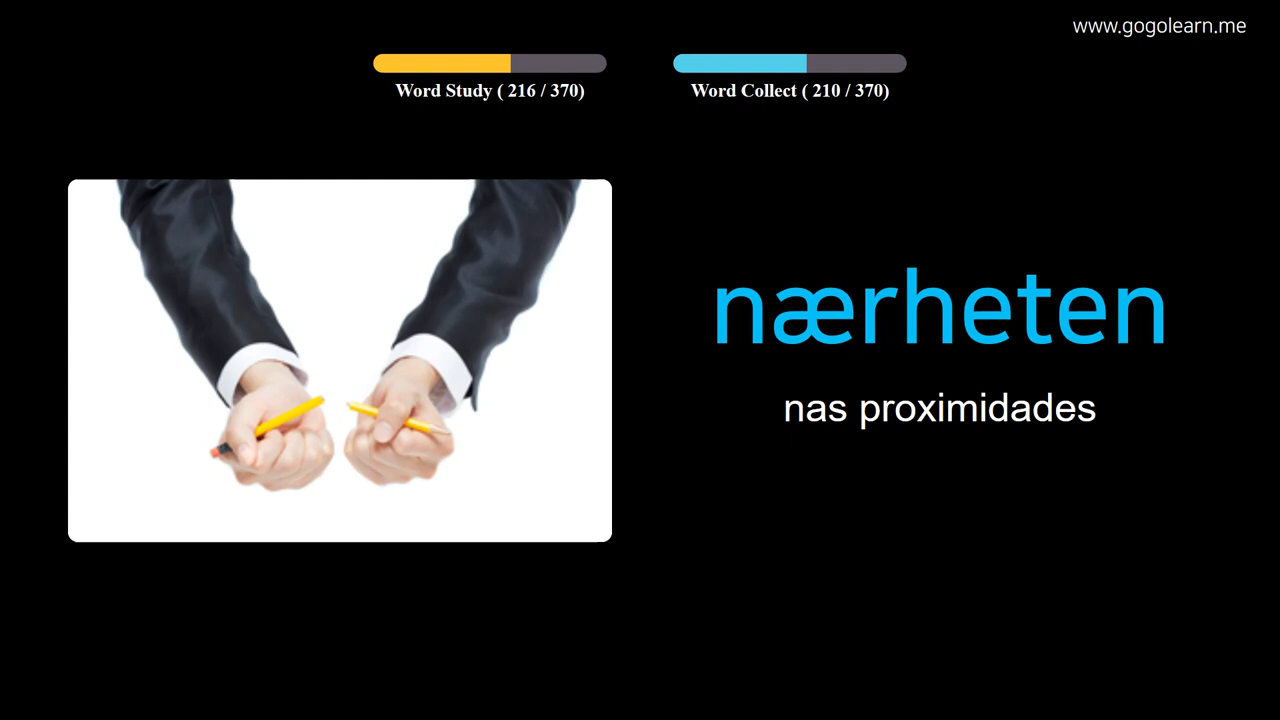 www.gogolearn.me
Word Study ( 216 / 370)
Word Collect ( 210 / 370)
nærheten
nas proximidades